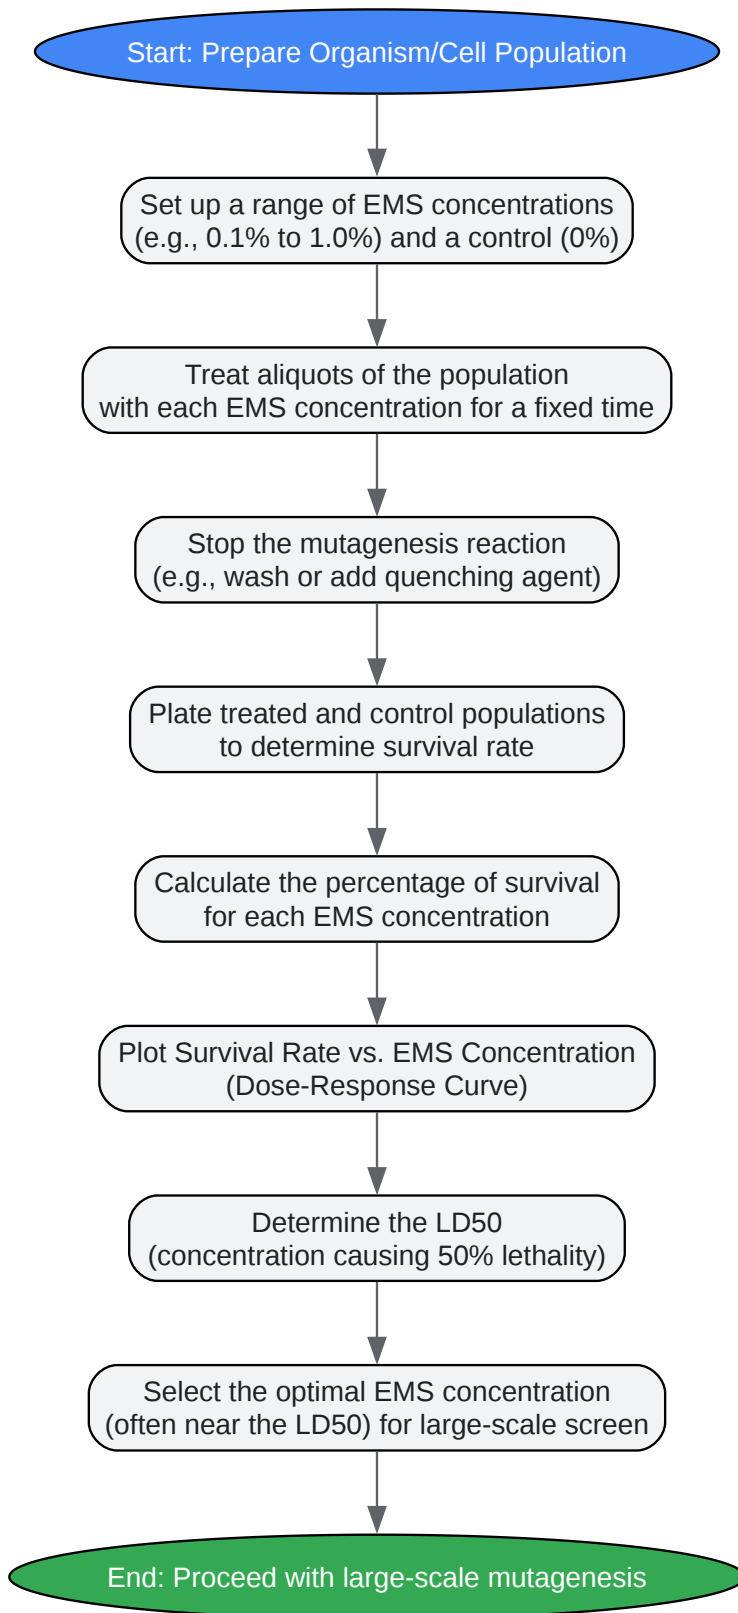 Start: Prepare Organism/Cell Population
Set up a range of EMS concentrations
(e.g., 0.1% to 1.0%) and a control (0%)
Treat aliquots of the population
with each EMS concentration for a fixed time
Stop the mutagenesis reaction
(e.g., wash or add quenching agent)
Plate treated and control populations
to determine survival rate
Calculate the percentage of survival
for each EMS concentration
Plot Survival Rate vs. EMS Concentration
(Dose-Response Curve)
Determine the LD50
(concentration causing 50% lethality)
Select the optimal EMS concentration
(often near the LD50) for large-scale screen
End: Proceed with large-scale mutagenesis